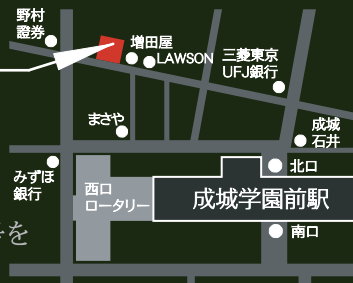 野村
證券
増田屋
LAWSON
三菱東京
UFJ銀行
まさや
成城
石井
みずほ
銀行
西口
ロータリー
北口
成城学園前駅
南口
を